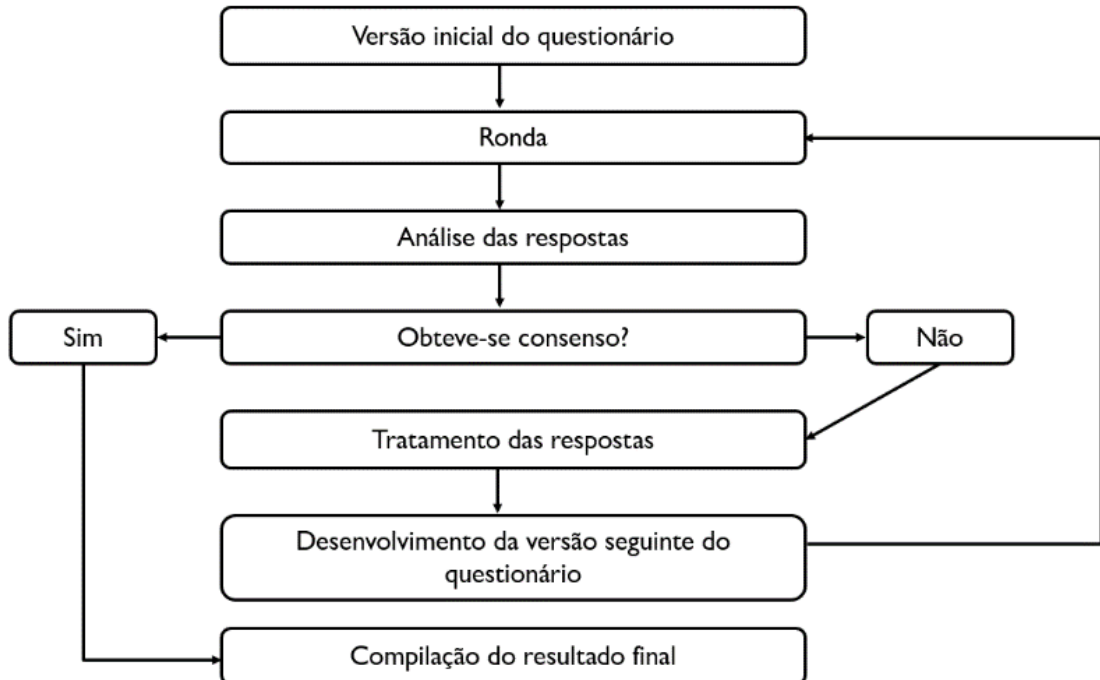 Versão inicial do questionário
Ronda
Análise das respostas
Sim
Obteve-se consenso?
Não
Tratamento das respostas
Desenvolvimento da versão seguinte do
questionário
Compilação do resultado final